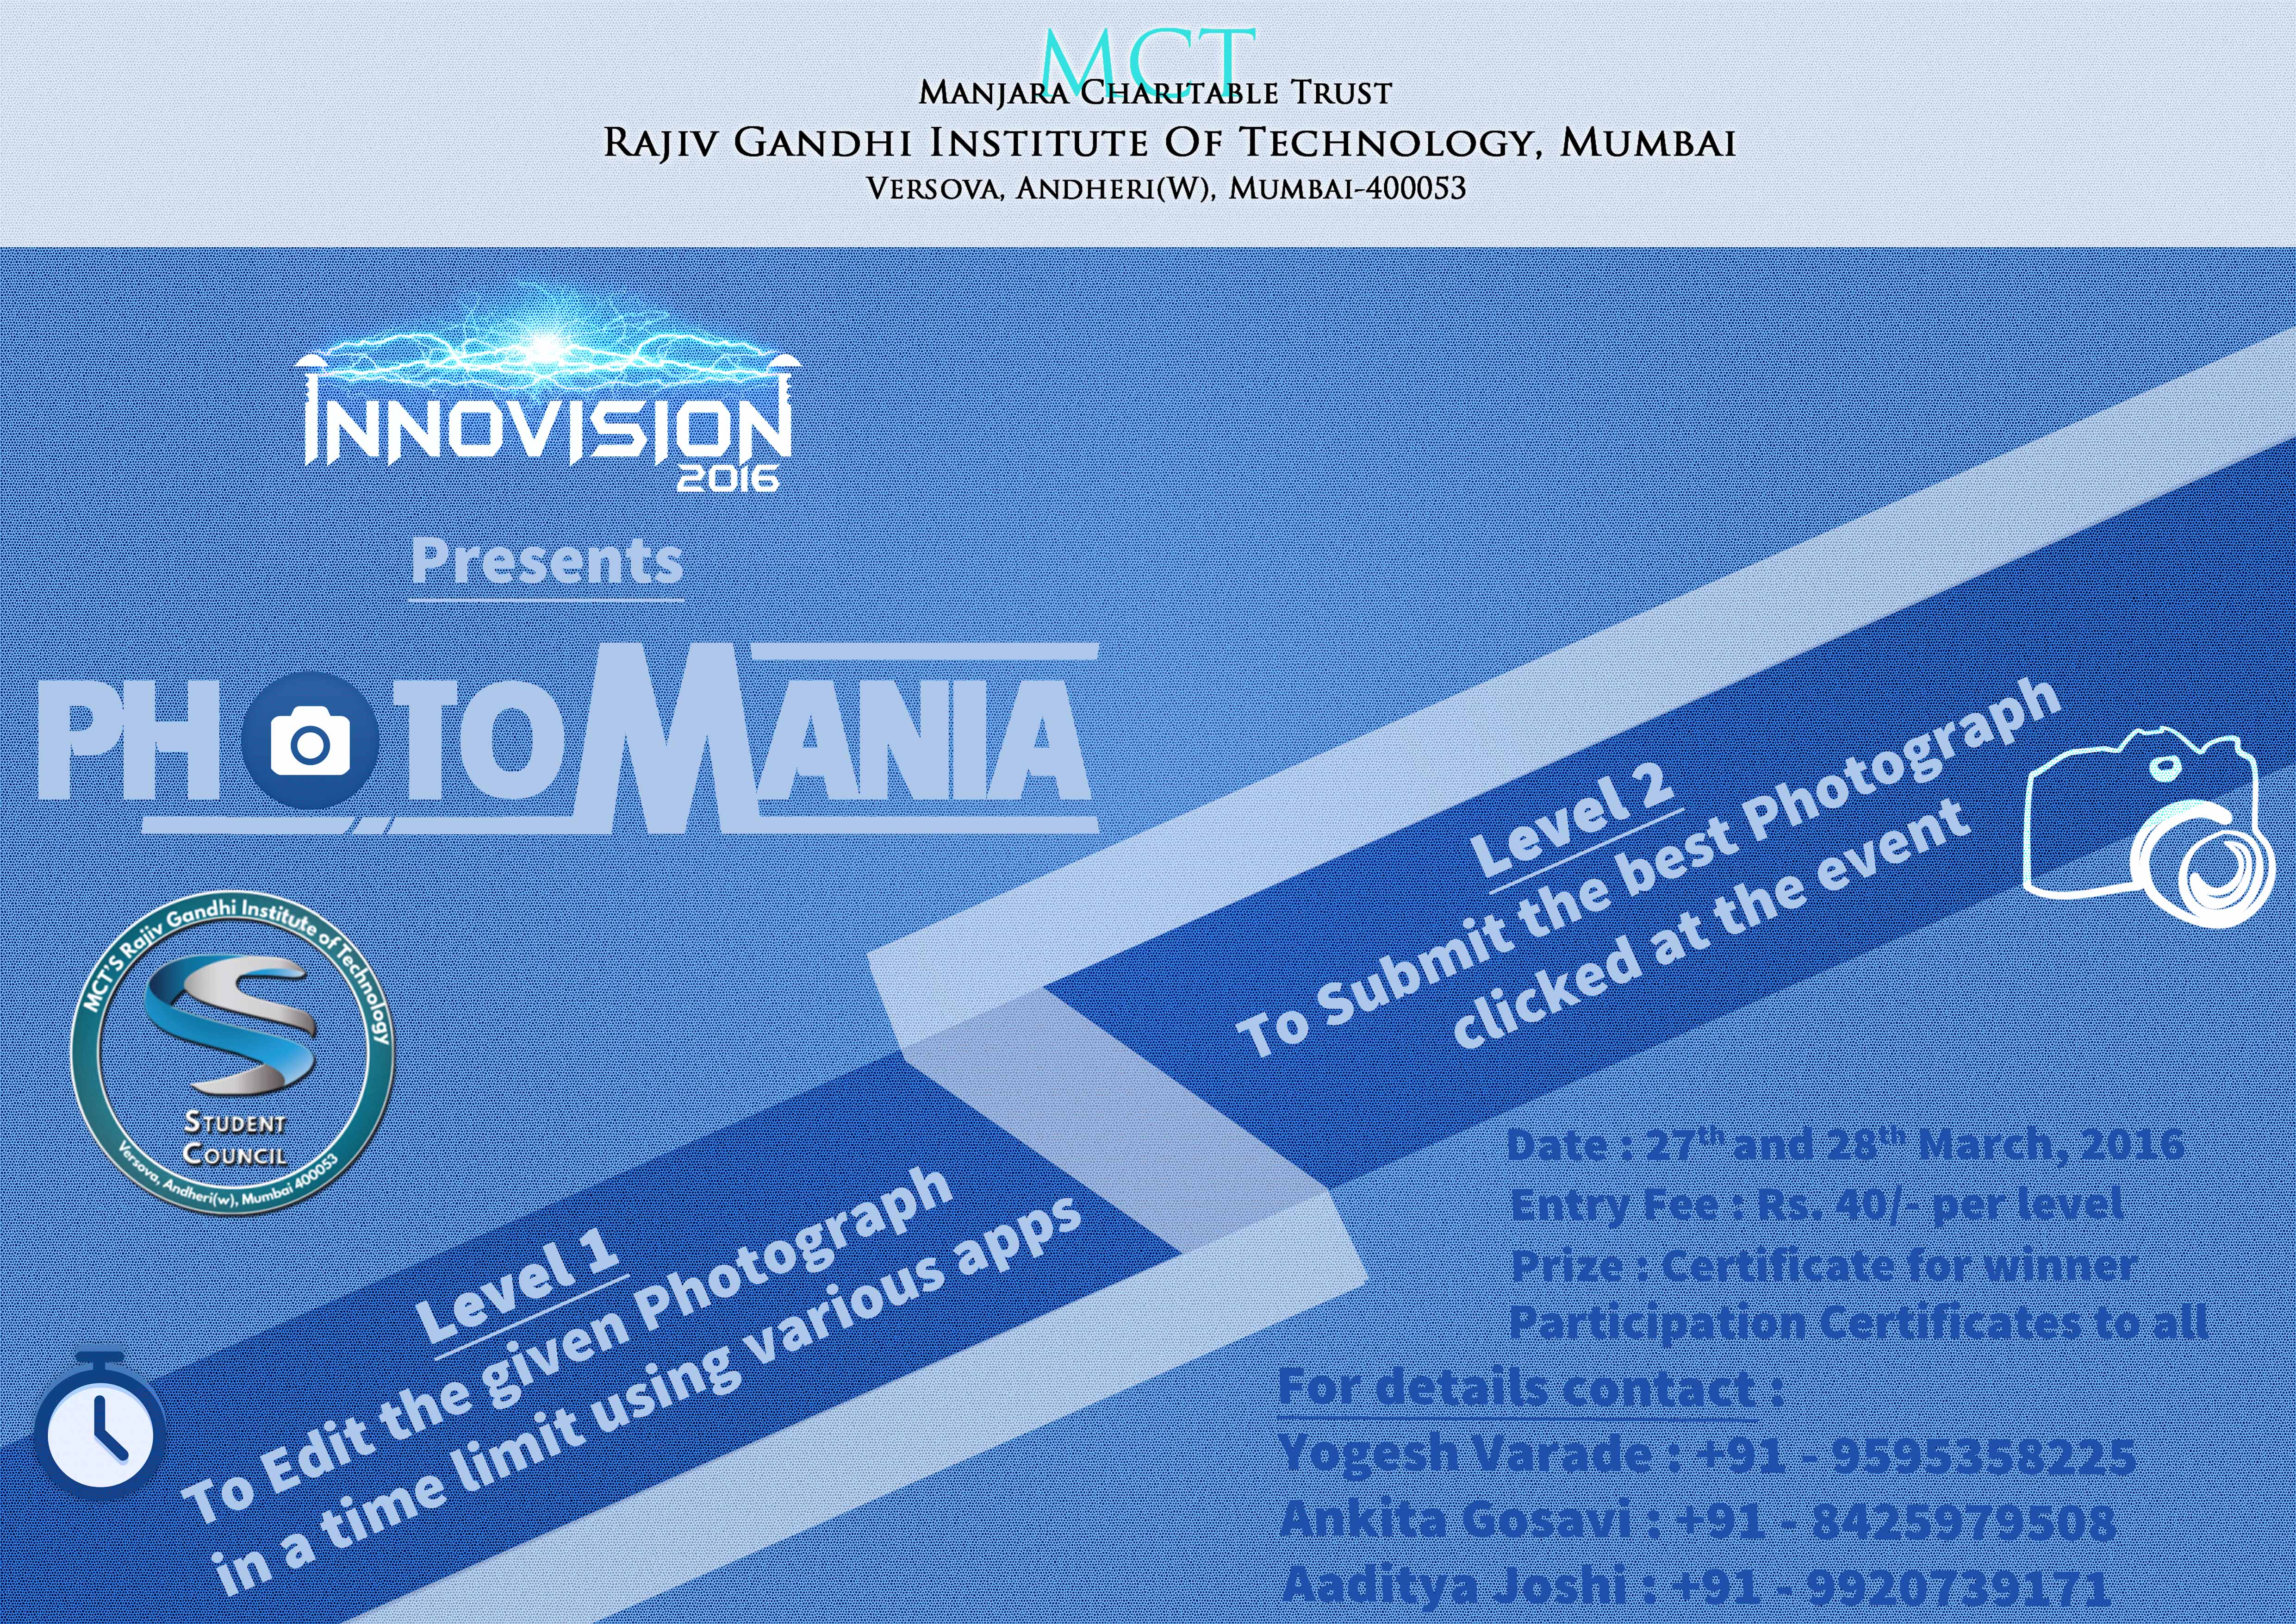 MCT
MANJARA CHARITABLE TRUST
RAJIV GANDHI INSTITUTE OF TECHNOLOGY, MUMBAI
VERSOVA, ANDHERI(W), MUMBAI-400053
INNOVISION
2016
Presents
PHOTOMANIA
MCT'S Rajiv Gandhi Institute of Technology
STUDENT
COUNCIL
Versova, Andheri(w), Mumbai 400053
Level 1
To Edit the given Photograph
in a time limit using various apps
Level 2
To Submit the best Photograph
clicked at the event
Date : 27th and 28th March, 2016
Entry Fee : Rs. 40/- per level
Prize : Certificate for winner
Participation Certificates to all
For details contact :
Yogesh Varade : +91 - 9595358225
Ankita Gosavi : +91 - 8425979508
Aaditya Joshi : +91 - 9920739171